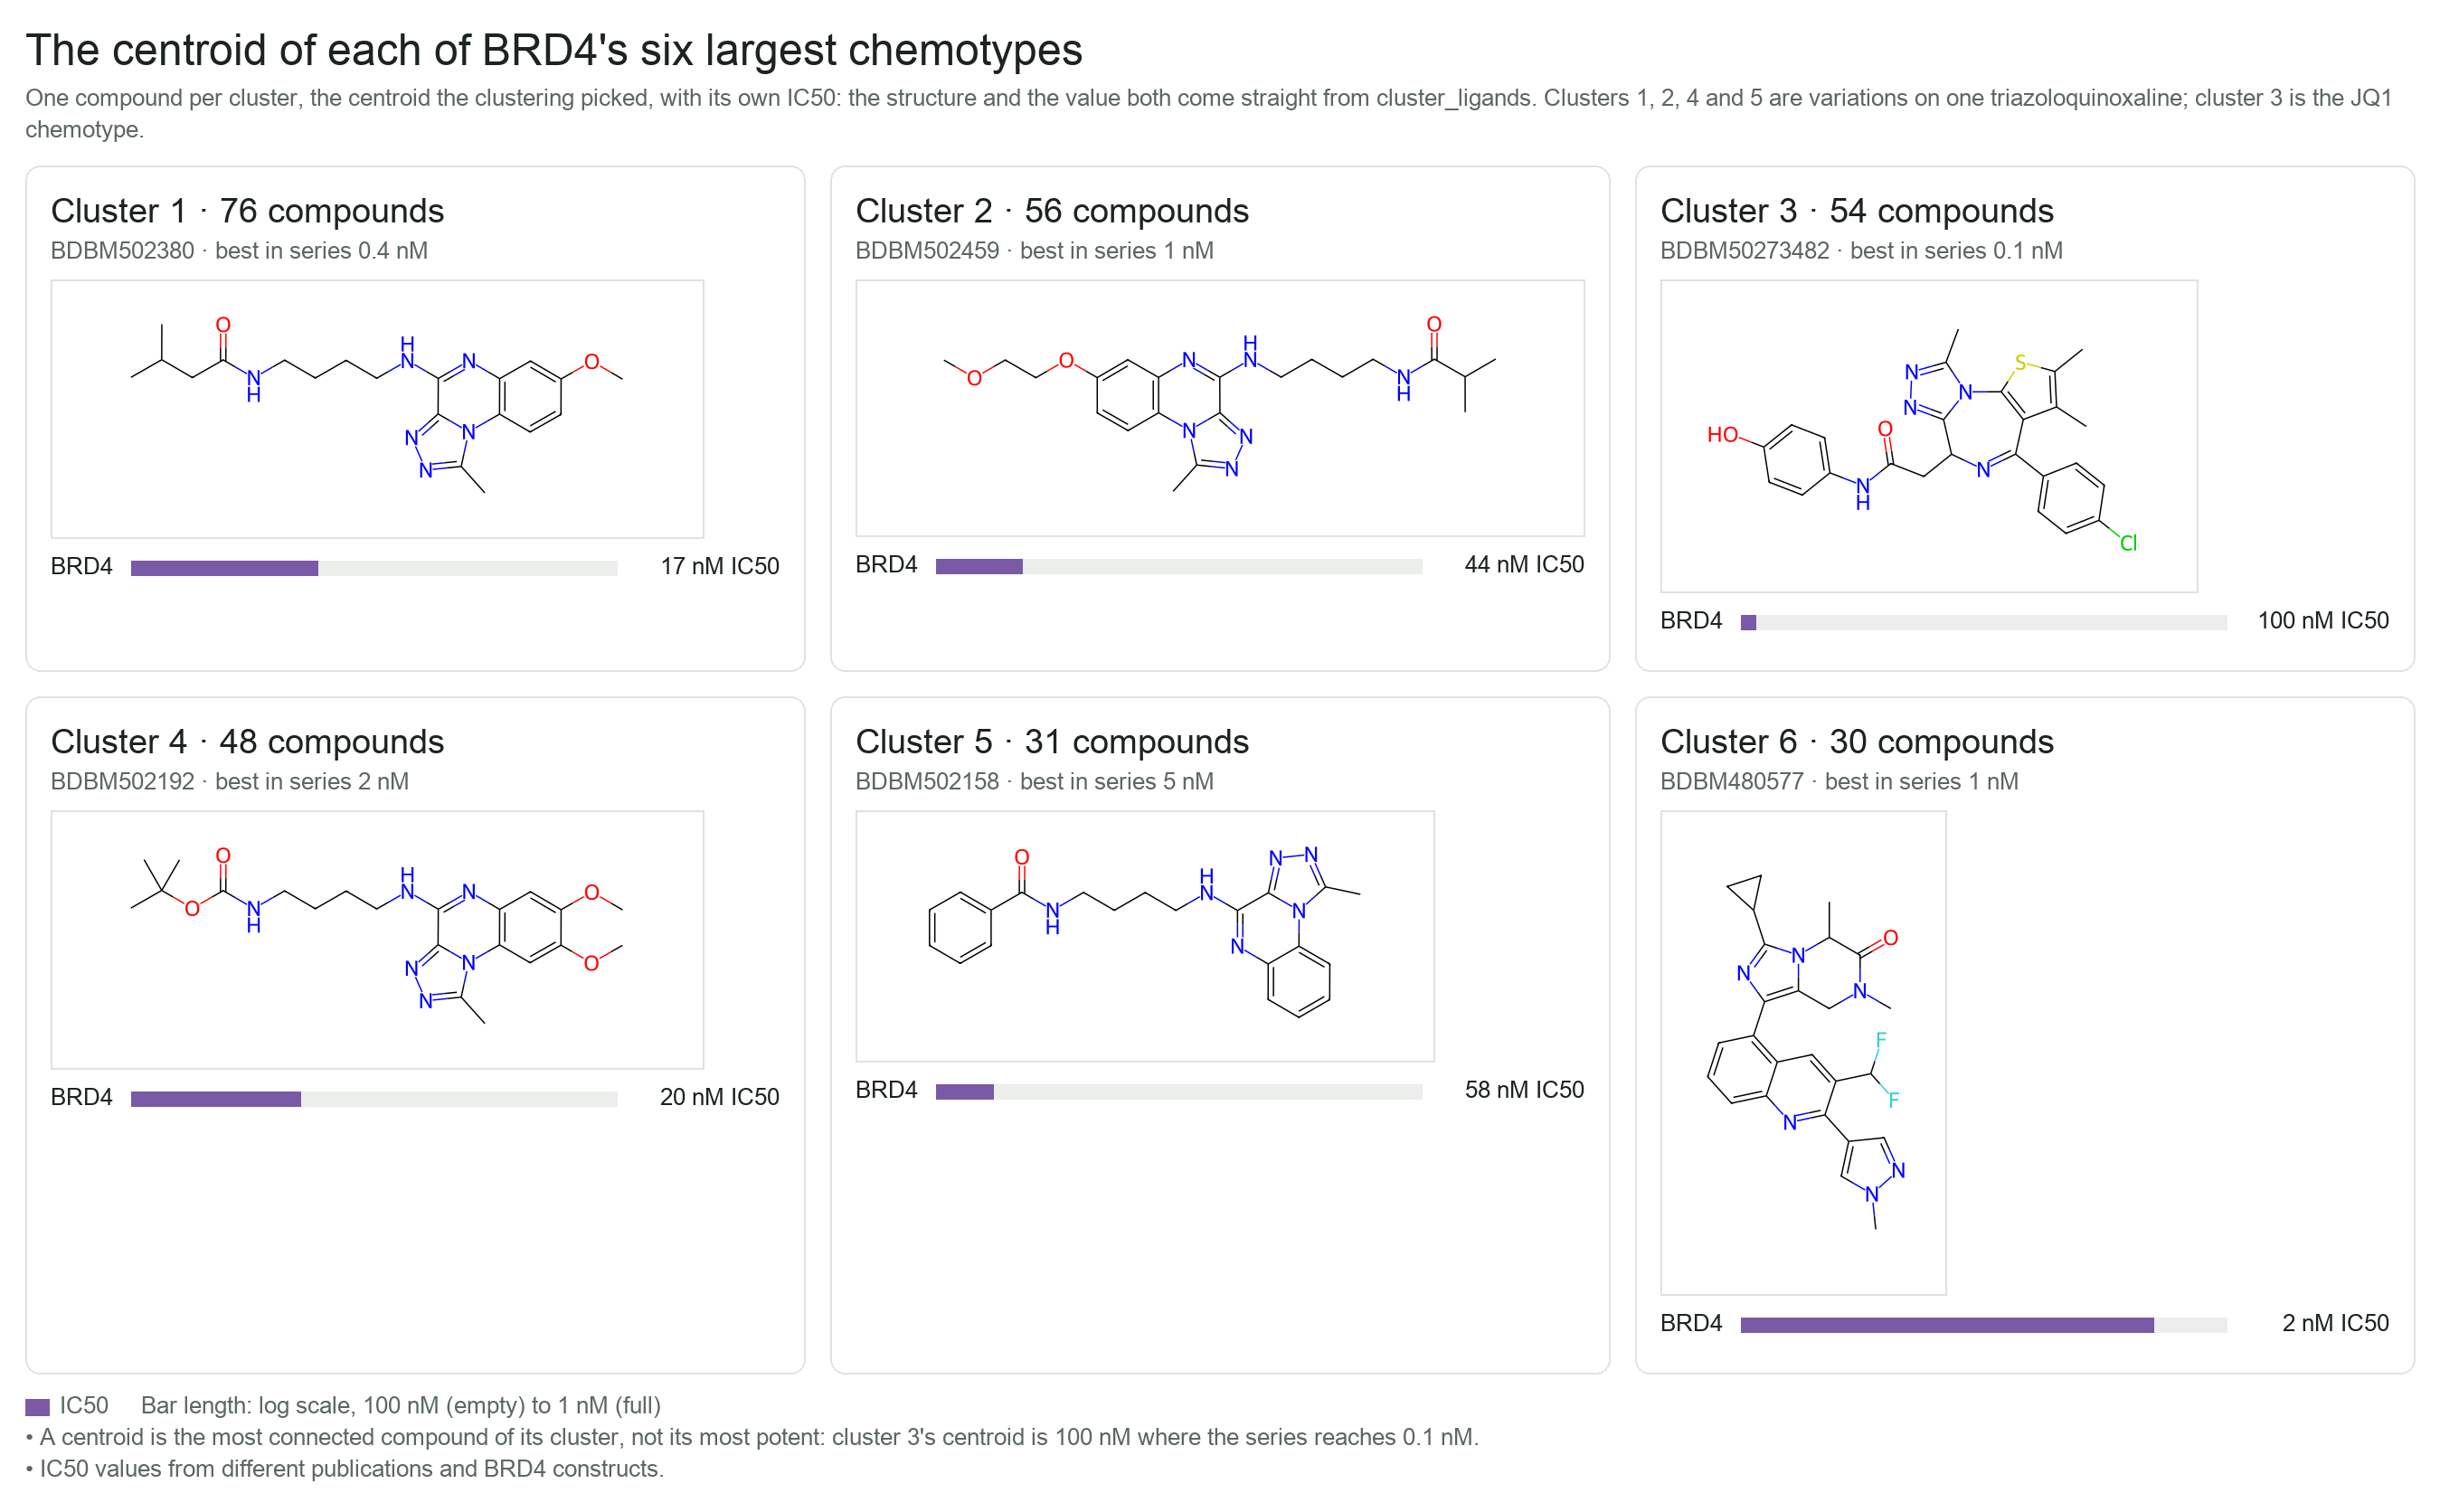 The centroid of each of BRD4's six largest chemotypes
One compound per cluster, the centroid the clustering picked, with its own IC50: the structure and the value both come straight from cluster_ligands. Clusters 1, 2, 4 and 5 are variations on one triazoloquinoxaline; cluster 3 is the JQ1
chemotype.
Cluster 1 · 76 compounds
BDBM502380 · best in series 0.4 nM
O
H
N
N
O
N
H
N
N
N
BRD4 17 nM IC50
Cluster 2 · 56 compounds
BDBM502459 · best in series 1 nM
O
H
O
N
N
O
N
H
N
N
N
BRD4 44 nM IC50
Cluster 3 · 54 compounds
BDBM50273482 · best in series 0.1 nM
S
N
N
N
O
HO
N
N
H
Cl
BRD4 100 nM IC50
Cluster 4 · 48 compounds
BDBM502192 · best in series 2 nM
O
H
N
N
O
O
N
H
N
N
O
N
BRD4 20 nM IC50
Cluster 5 · 31 compounds
BDBM502158 · best in series 5 nM
O
N
N
H
N
N
H
N
N
BRD4 58 nM IC50
Cluster 6 · 30 compounds
BDBM480577 · best in series 1 nM
O
N
N
N
F
F
N
N
N
BRD4 2 nM IC50
IC50 Bar length: log scale, 100 nM (empty) to 1 nM (full)
• A centroid is the most connected compound of its cluster, not its most potent: cluster 3's centroid is 100 nM where the series reaches 0.1 nM.
• IC50 values from different publications and BRD4 constructs.